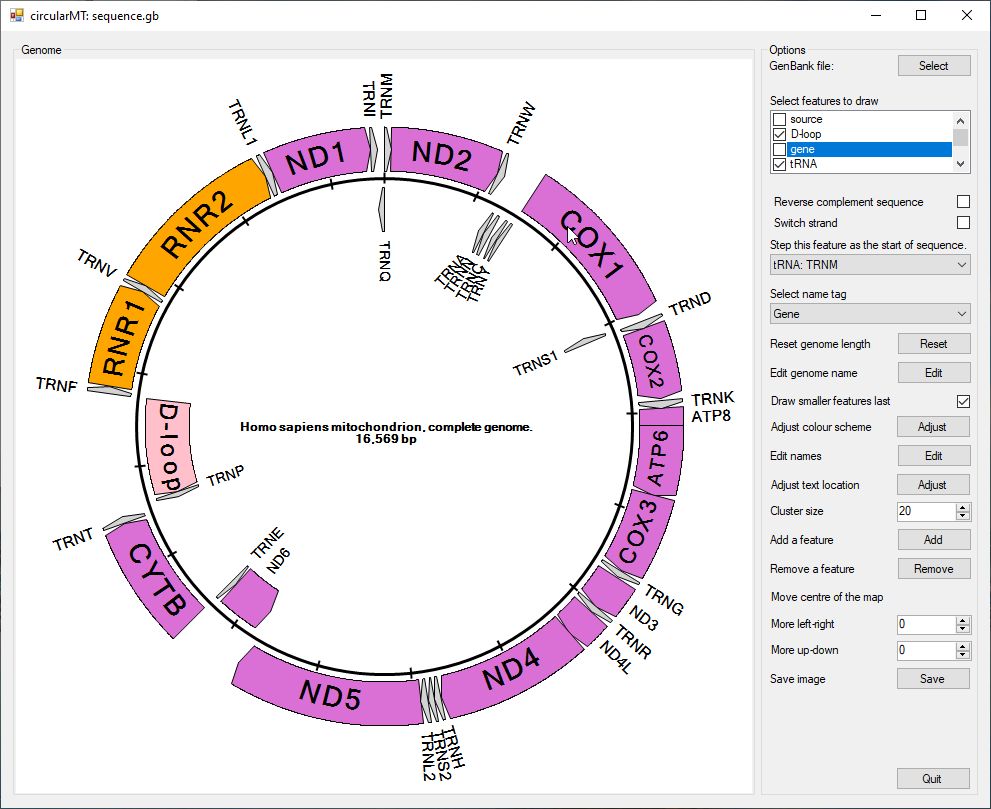 circularMT: sequence.gb
Genome
TRNI
TRNM
TRNL1
TRNW
ND1
ND2
RNR2
COX1
TRNV
TRNQ
TRNA
TRNN
TRNC
TRNY
RNR1
TRND
TRNS1
COX2
TRNF
TRNK
ATP8
D-loop
Homo sapiens mitochondrion, complete genome.
16,569 bp
ATP6
TRNP
COX3
TRNT
CYTB
TRNE
ND6
TRNG
ND3
TRNR
ND4L
ND4
ND5
TRNL2
TRNS2
TRNH
Options
GenBank file:
Select
Select features to draw
source
D-loop
gene
tRNA
Reverse complement sequence
Switch strand
Step this feature as the start of sequence.
tRNA: TRNM
Select name tag
Gene
Reset genome length
Reset
Edit genome name
Edit
Draw smaller features last
Adjust colour scheme
Adjust
Edit names
Edit
Adjust text location
Adjust
Cluster size
20
Add a feature
Add
Remove a feature
Remove
Move centre of the map
More left-right
0
More up-down
0
Save image
Save
Quit